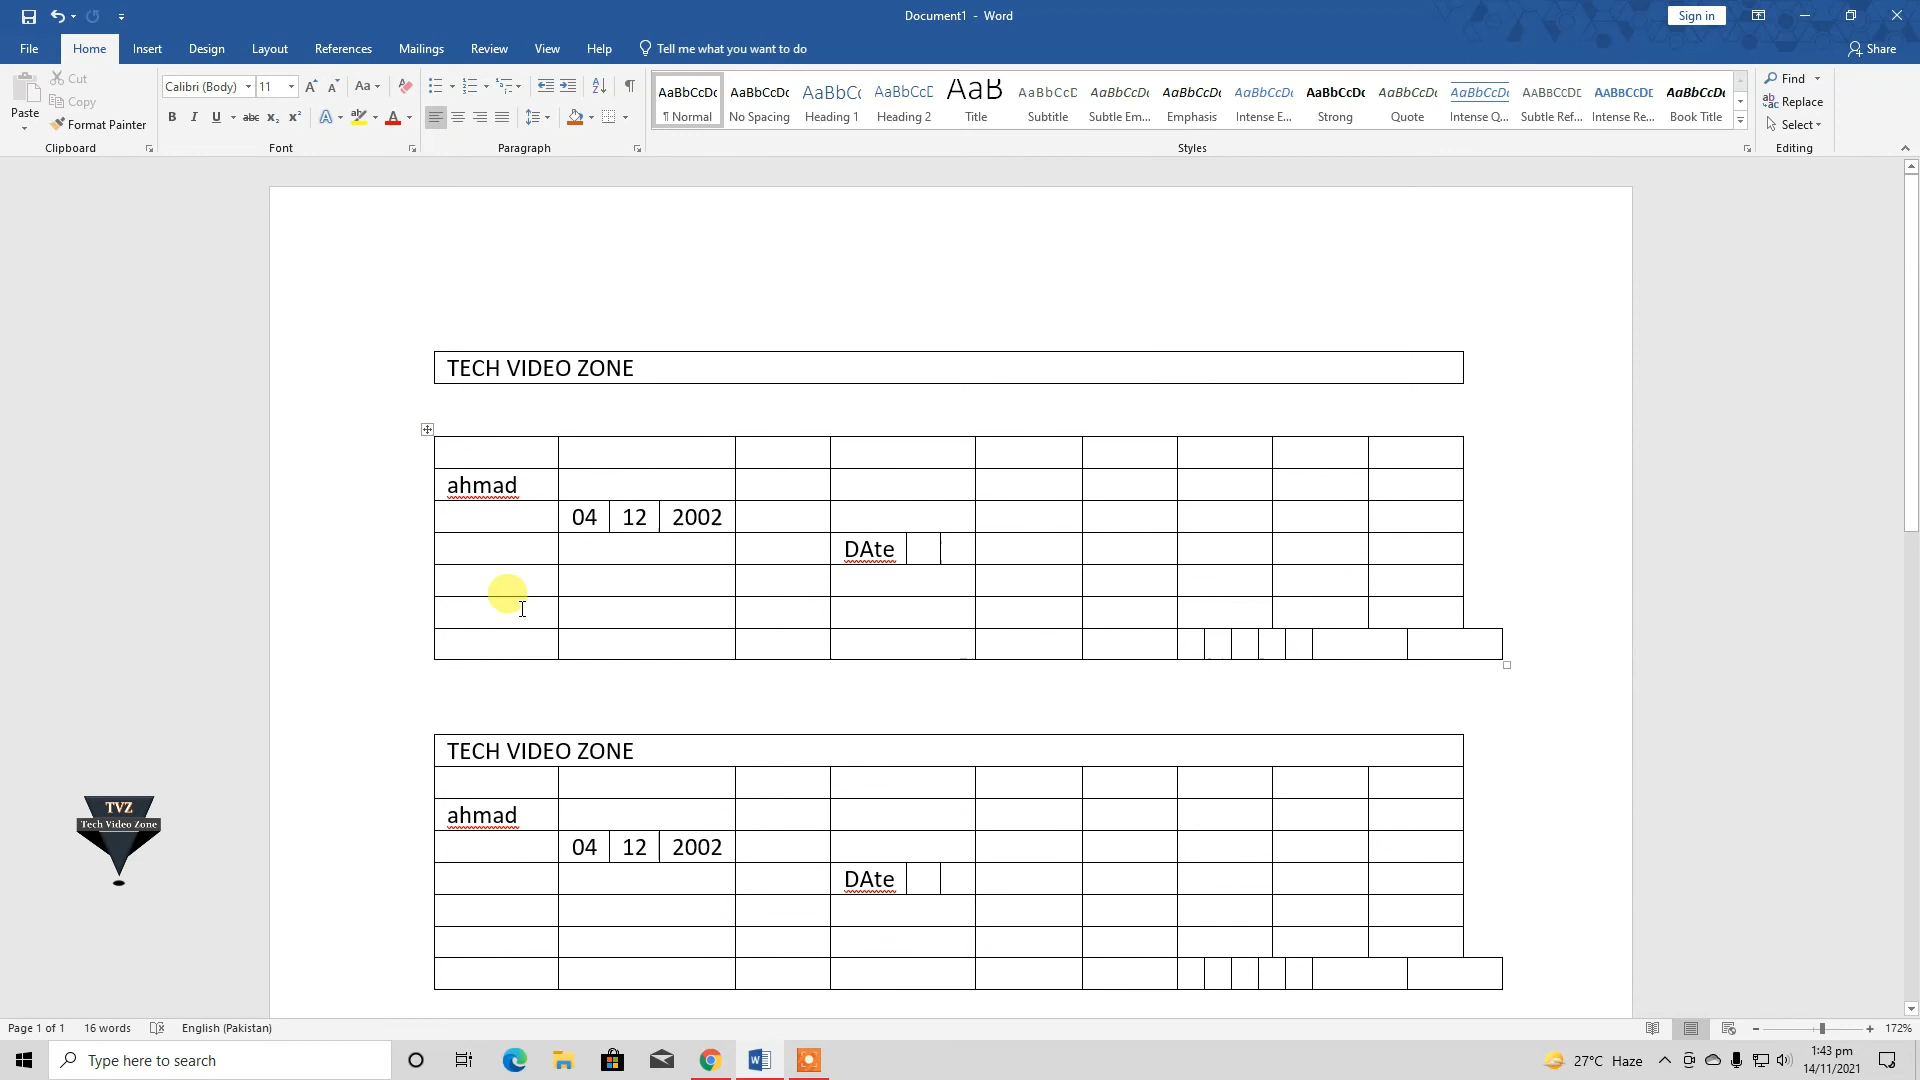 Document1 - Word
Sign in
File Home Insert Design Layout References Mailings Review View Help Tell me what you want to do
Share
Cut
Copy
Format Painter
Paste
Clipboard
Calibri (Body) 11
Font
Paragraph
AaBbCcDc AaBbCcDc AaBbC( AaBbCcE AaB AaBbCcD AaBbCcDc AaBbCcDc AaBbCcDc AaBbCcDc AaBbCcDc AaBbCcDc AABBCCDE AABBCCDE AaBbCcDc
¶ Normal No Spacing Heading 1 Heading 2 Title Subtitle Subtle Em... Emphasis Intense E... Strong Quote Intense Q... Subtle Ref... Intense Re... Book Title
Styles
Find
Replace
Select
Editing
TECH VIDEO ZONE
ahmad
04 12 2002
DAte
TECH VIDEO ZONE
ahmad
04 12 2002
DAte
TVZ
Tech Video Zone
Page 1 of 1 16 words English (Pakistan)
172%
Type here to search
27°C Haze
1:43 pm
14/11/2021